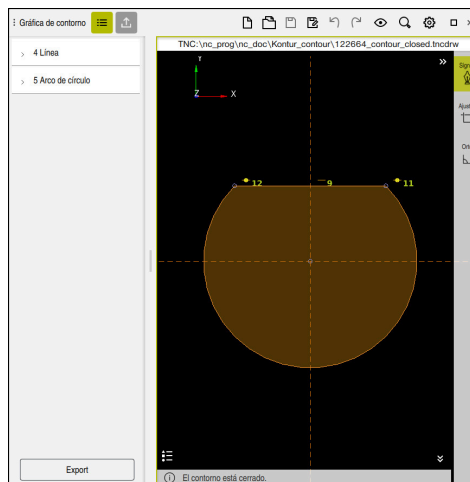 Gráfica de contorno
TNC:\nc_prog\nc_doc\Kontur_contour\122664_contour_closed.tncdrw
4 Línea
5 Arco de círculo
Y
Z X
12 9 11
Export
El contorno está cerrado.